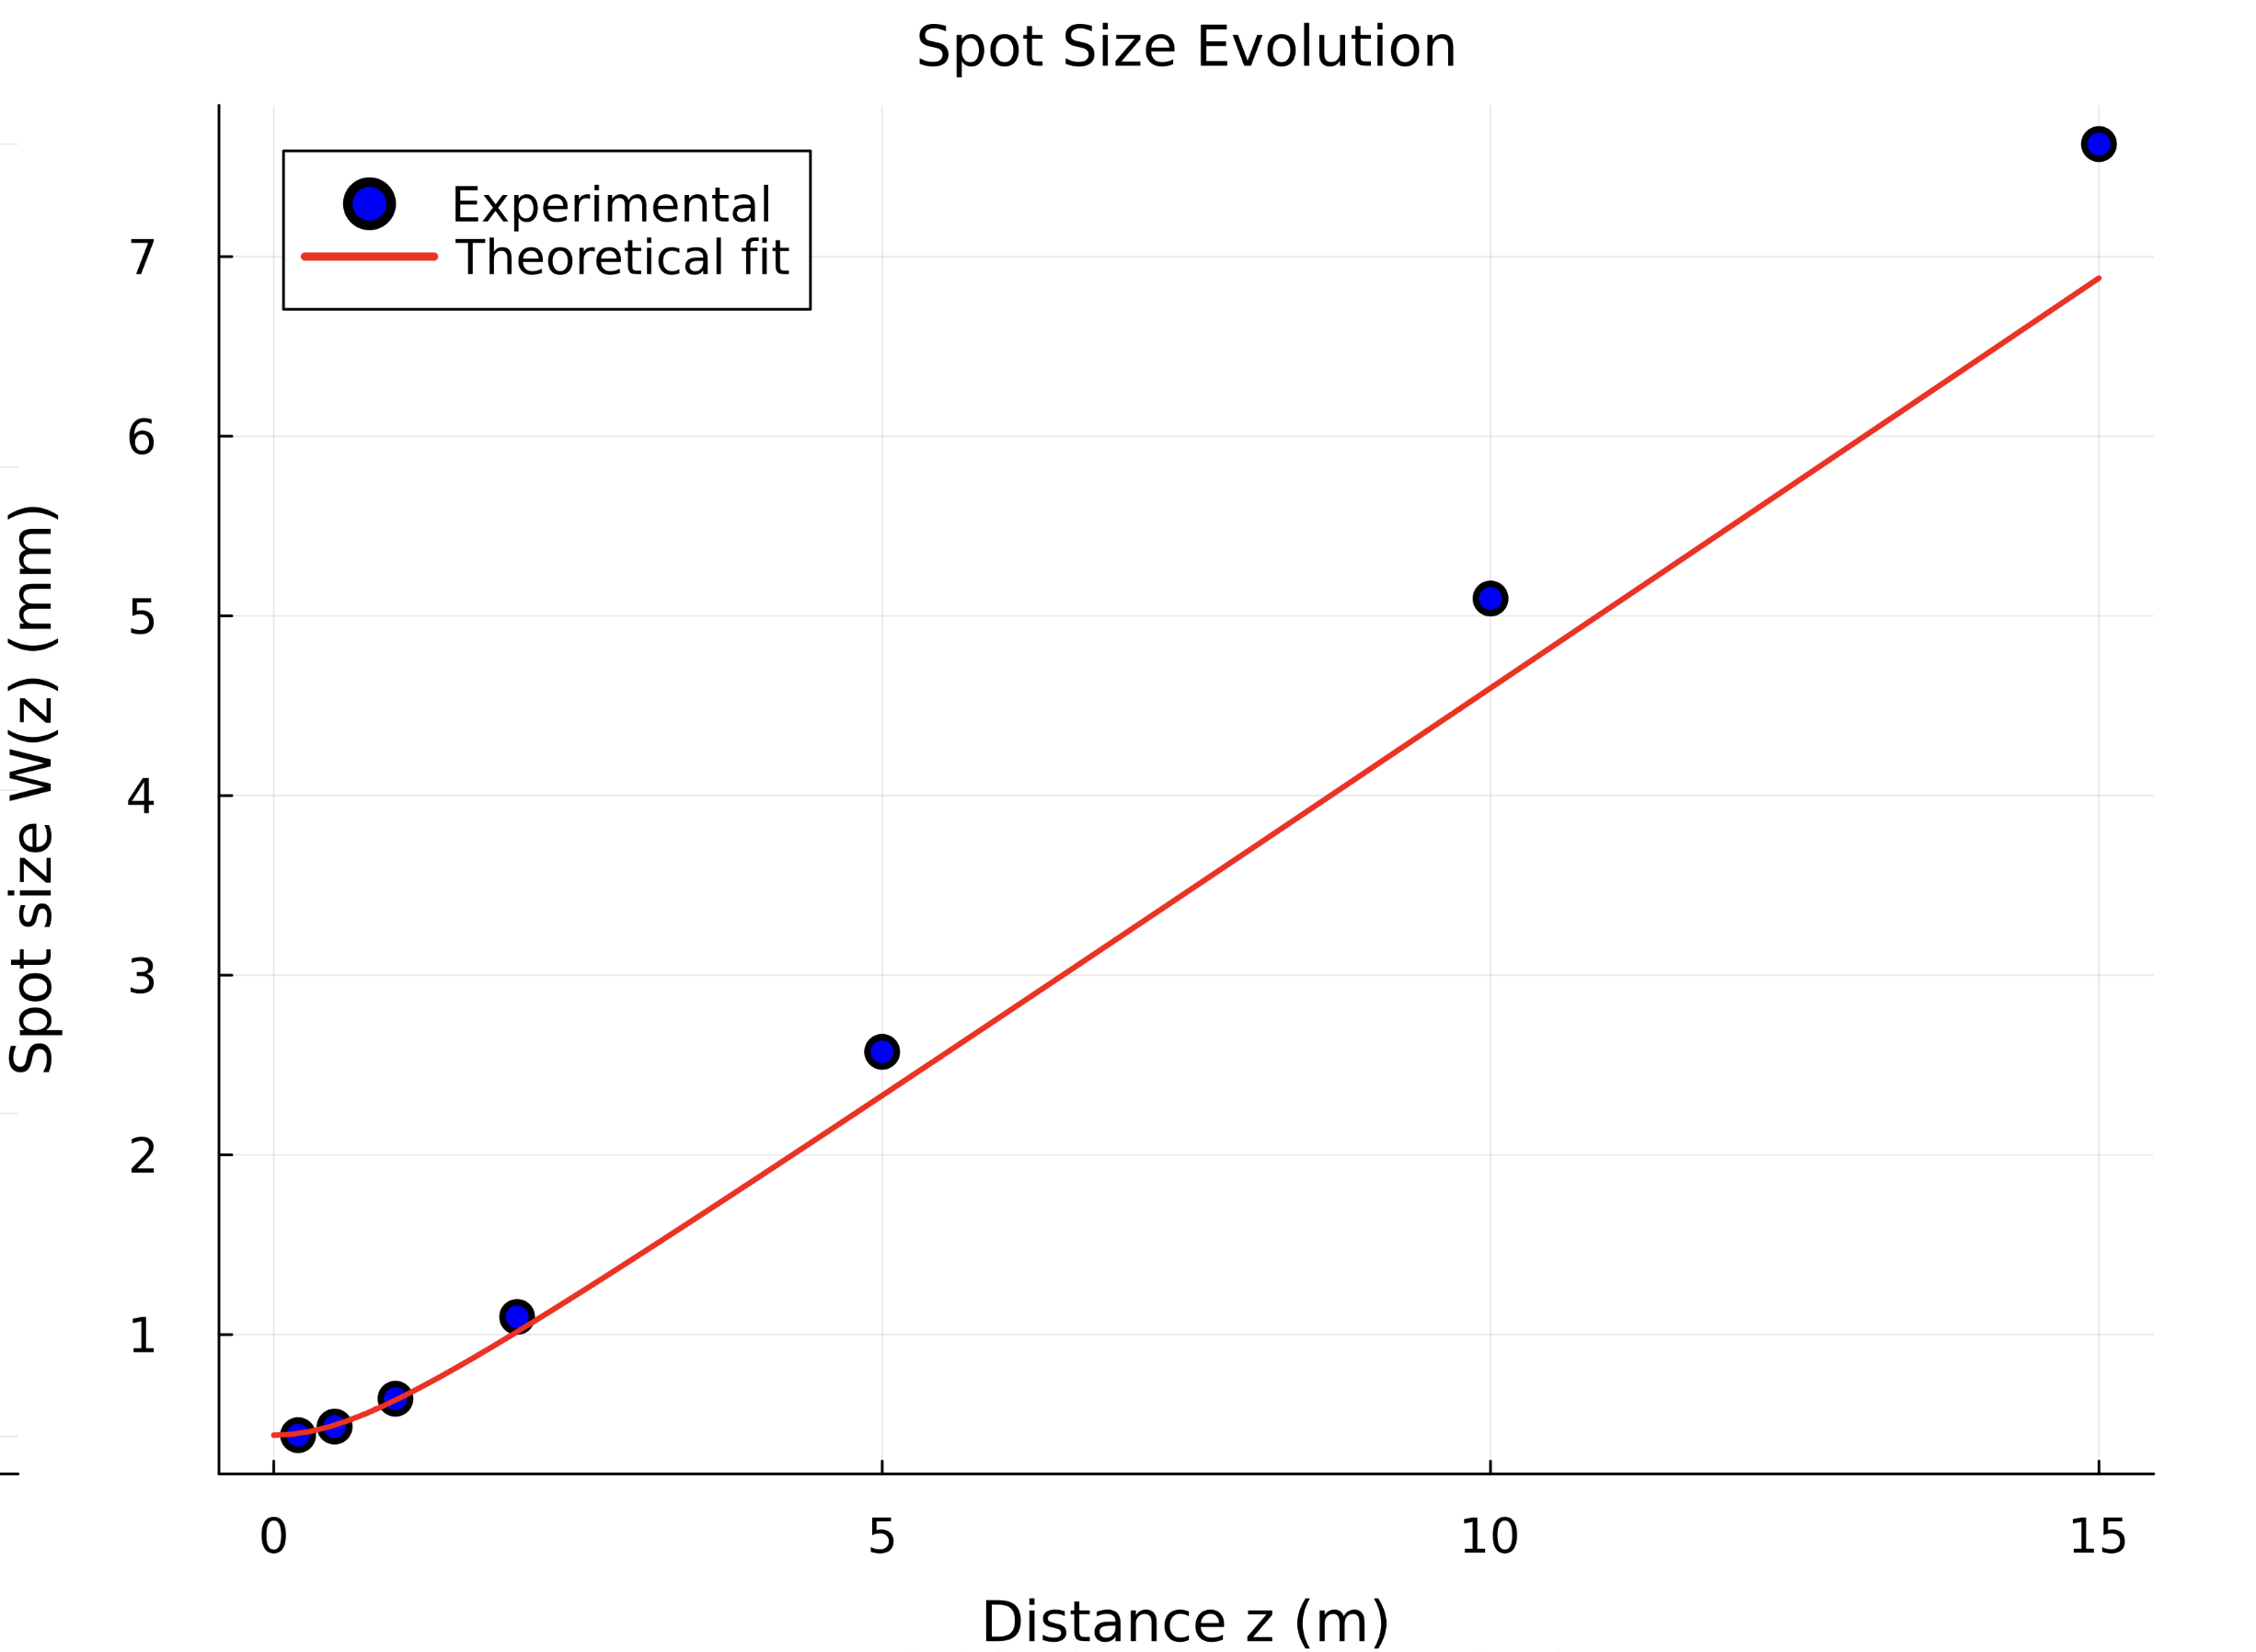 Spot Size Evolution
Experimental
Theoretical fit
7
6
5
4
3
2
1
Spot size W(z) (mm)
0 5 10 15
Distance z (m)